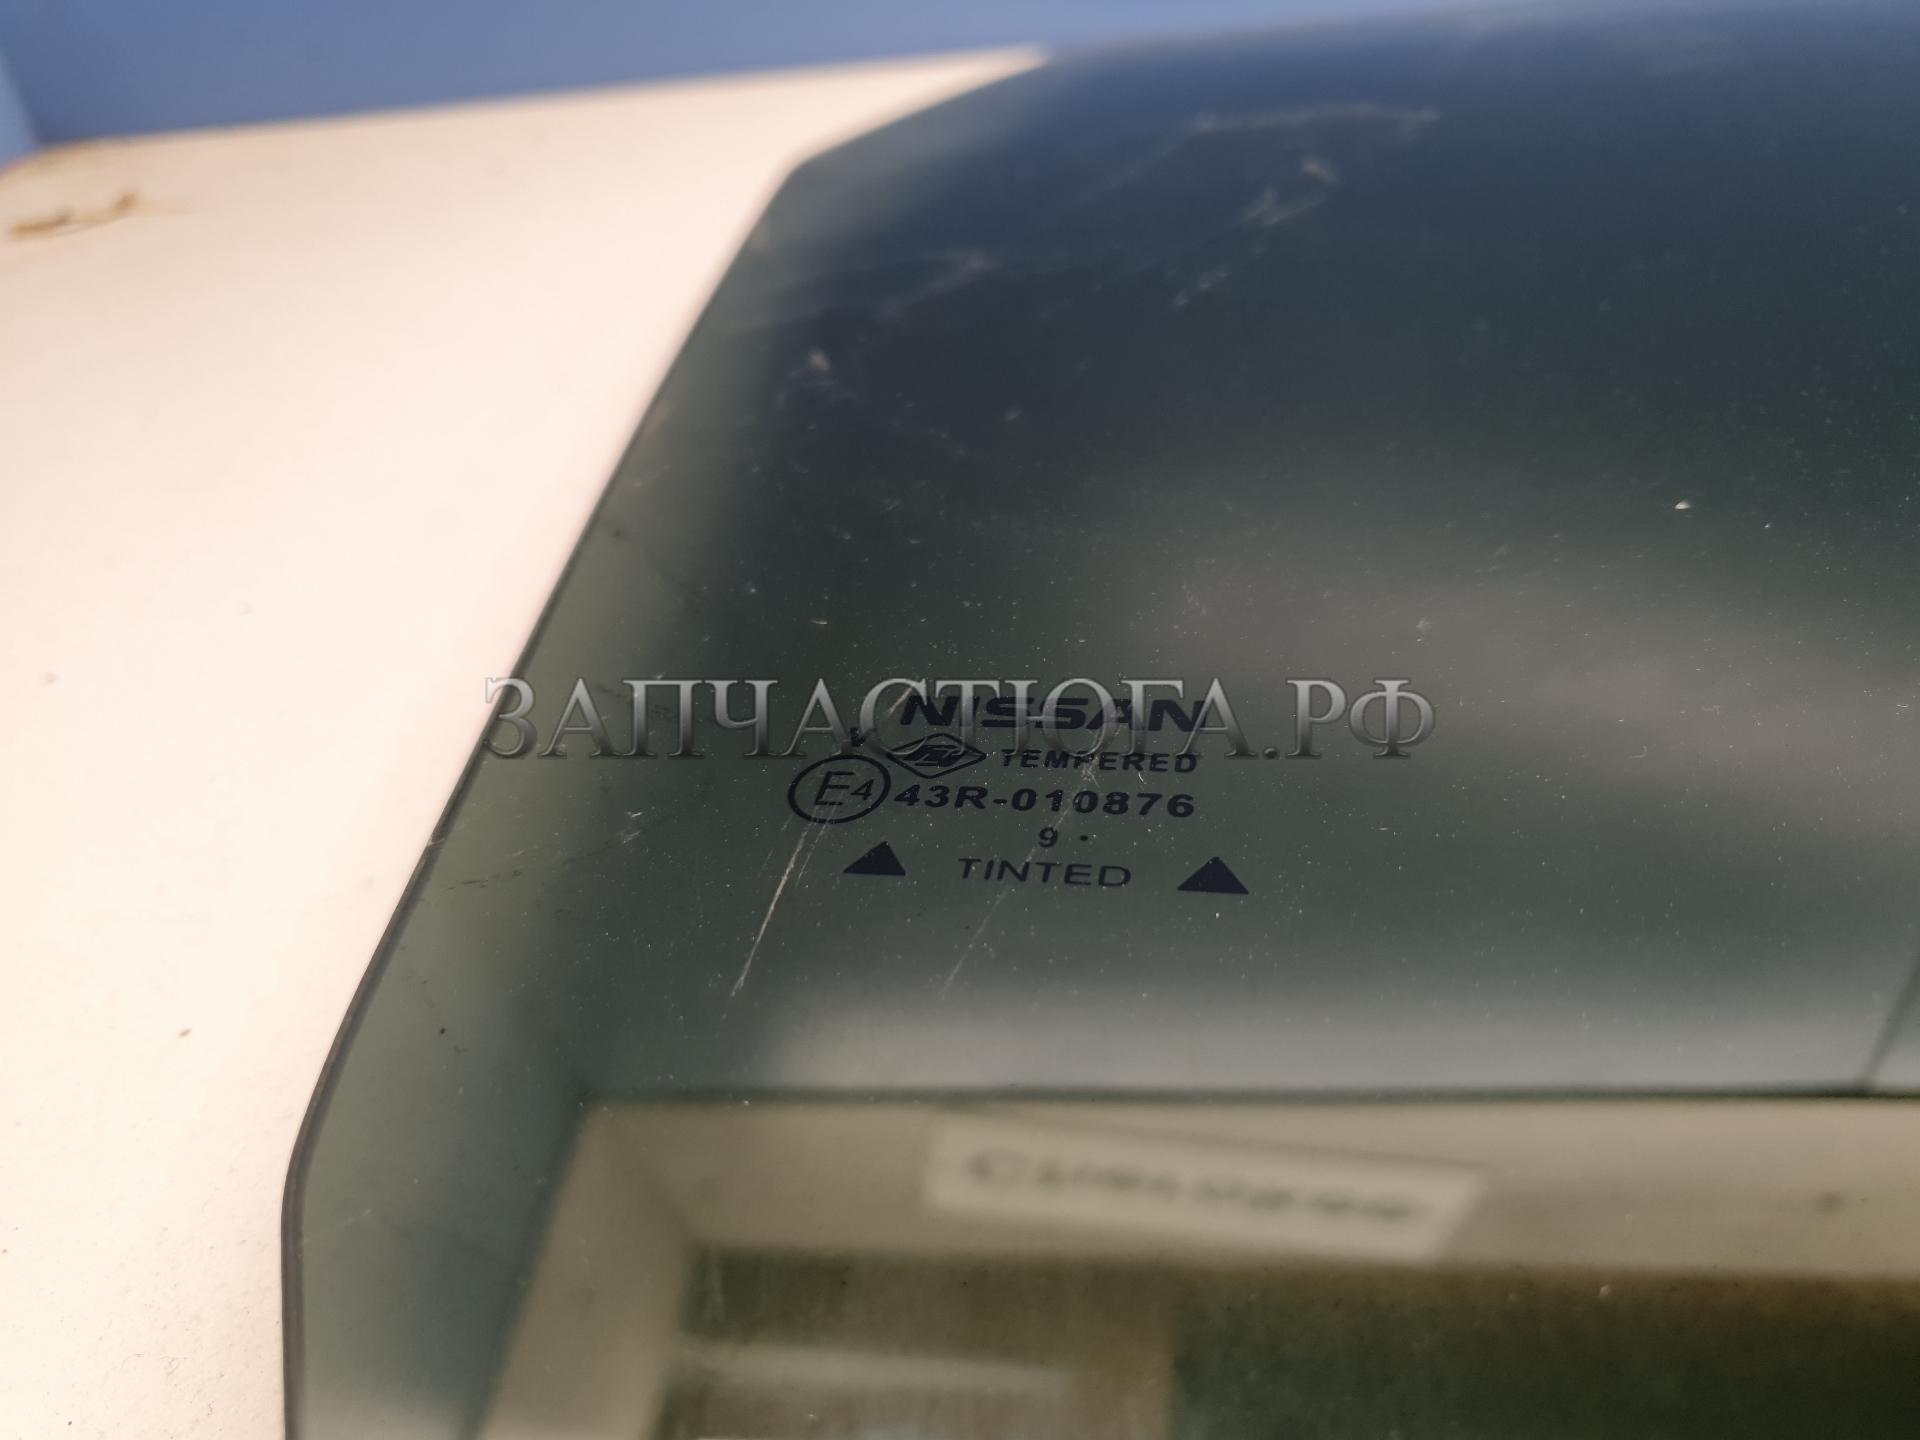 ЗАПЧАСТЮГА.РФ
NISSAN
V TEMPERED
E4 43R-010876
9 ·
▲ TINTED ▲